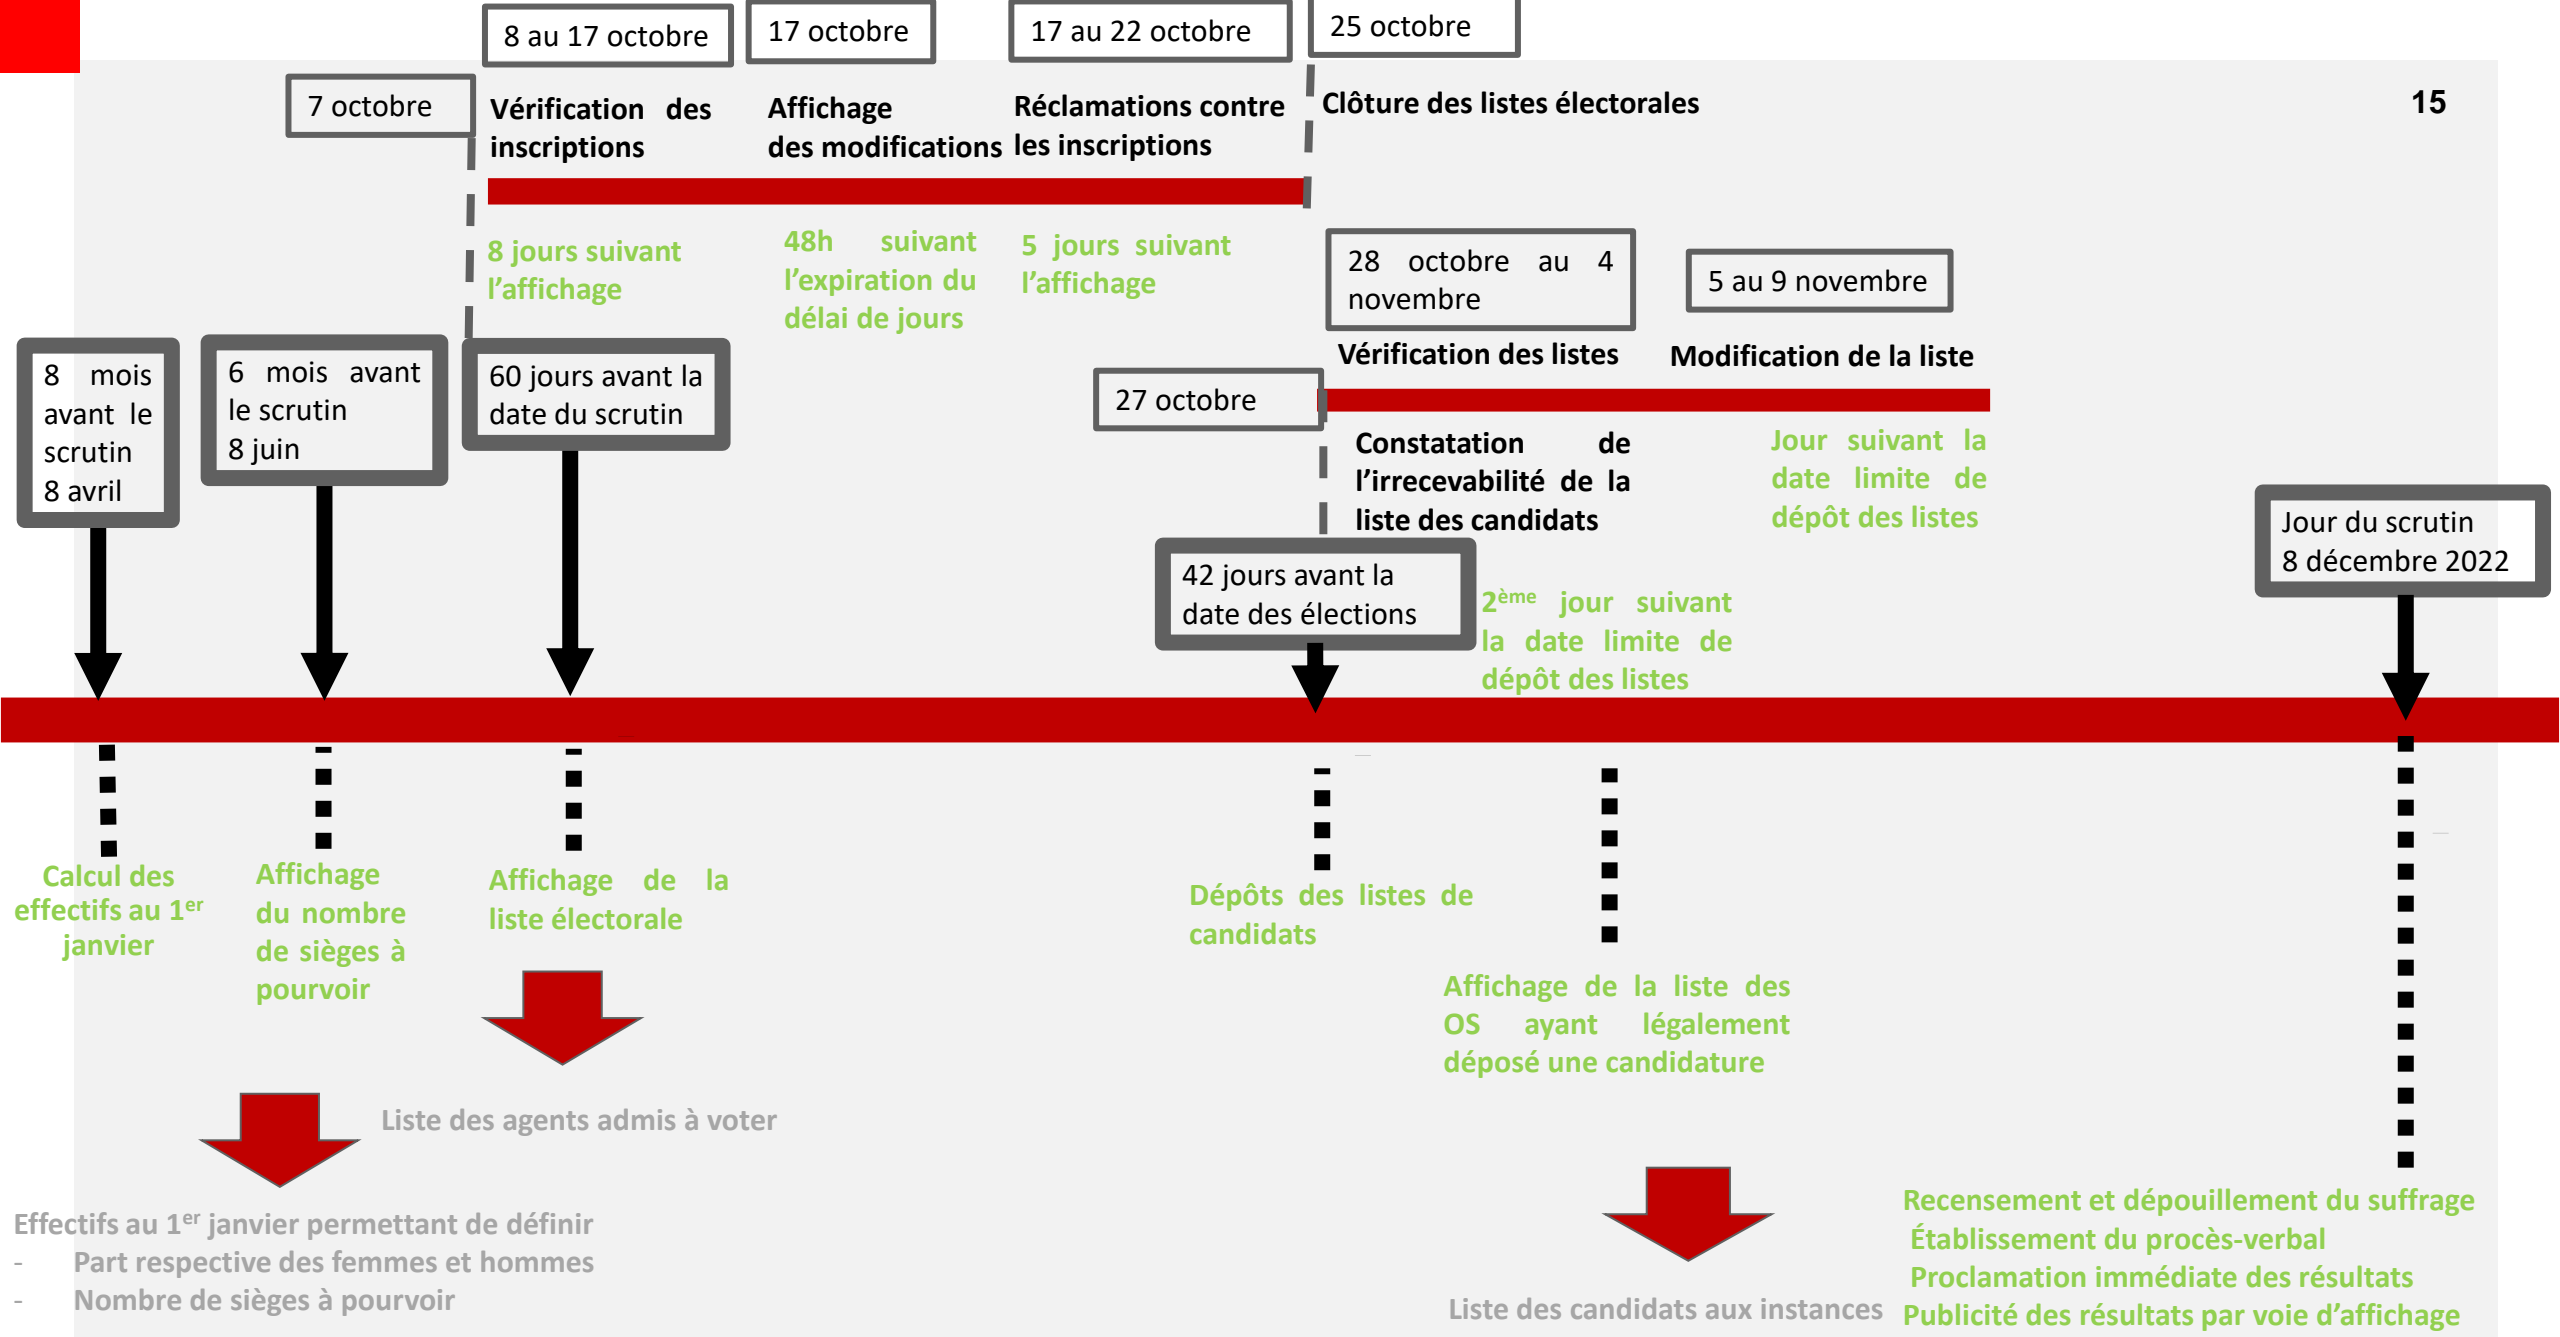 8 au 17 octobre
17 octobre
17 au 22 octobre
25 octobre
7 octobre
Vérification des
inscriptions
Affichage
des modifications
Réclamations contre
les inscriptions
Clôture des listes électorales
15
8 jours suivant
l'affichage
48h suivant
l'expiration du
délai de jours
5 jours suivant
l'affichage
28 octobre au 4
novembre
5 au 9 novembre
Vérification des listes
Modification de la liste
8 mois
avant le
scrutin
8 avril
6 mois avant
le scrutin
8 juin
60 jours avant la
date du scrutin
27 octobre
Constatation de
l'irrecevabilité de la
liste des candidats
Jour suivant la
date limite de
dépôt des listes
42 jours avant la
date des élections
2ème jour suivant
la date limite de
dépôt des listes
Jour du scrutin
8 décembre 2022
Calcul des
effectifs au 1er
janvier
Affichage
du nombre
de sièges à
pourvoir
Affichage de la
liste électorale
Dépôts des listes de
candidats
Affichage de la liste des
OS ayant légalement
déposé une candidature
Liste des agents admis à voter
Effectifs au 1er janvier permettant de définir
- Part respective des femmes et hommes
- Nombre de sièges à pourvoir
Liste des candidats aux instances
Recensement et dépouillement du suffrage
Établissement du procès-verbal
Proclamation immédiate des résultats
Publicité des résultats par voie d'affichage